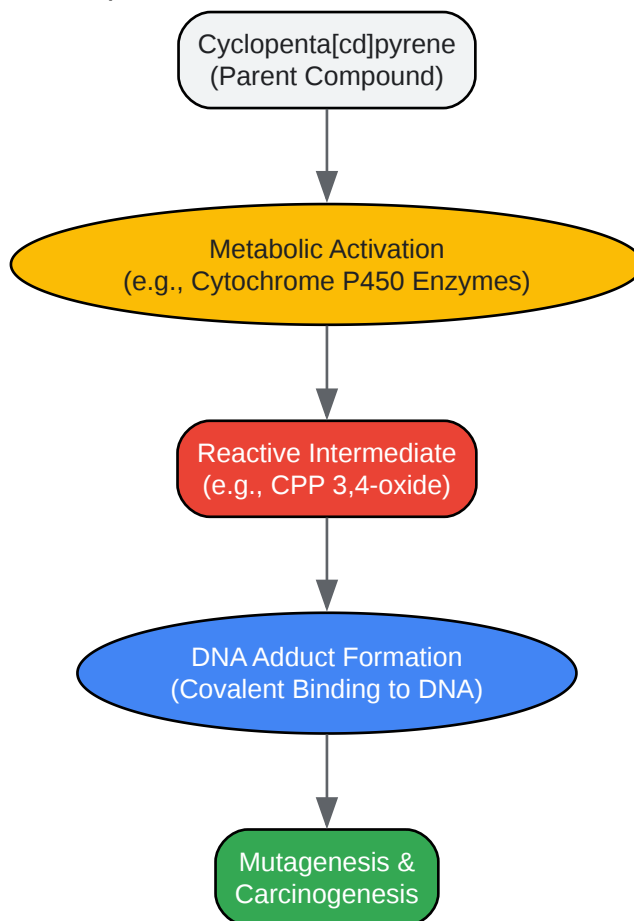 Cyclopenta[cd]pyrene
(Parent Compound)
Metabolic Activation
(e.g., Cytochrome P450 Enzymes)
Reactive Intermediate
(e.g., CPP 3,4-oxide)
DNA Adduct Formation
(Covalent Binding to DNA)
Mutagenesis &
Carcinogenesis